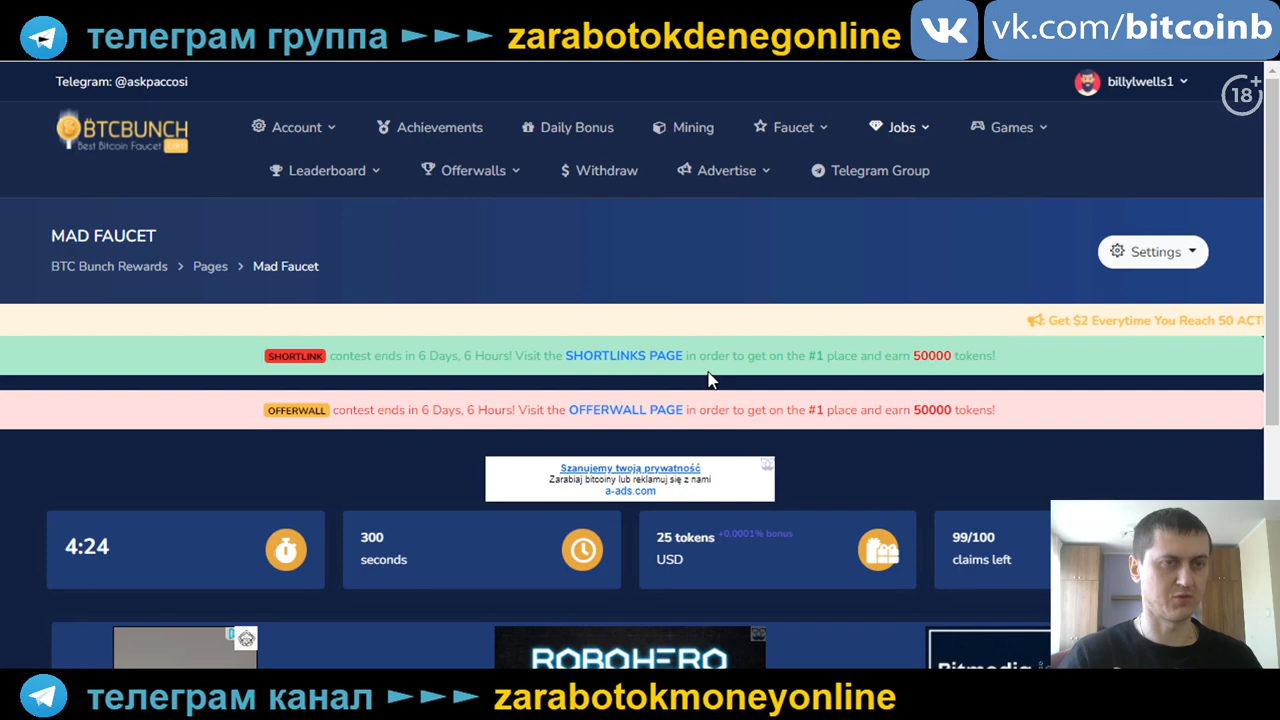 телеграм группа ►►► zarabotokdenegonline
vk.com/bitcoinb
Telegram: @askpaccosi
billylwells1
18+
BTCBUNCH
Best Bitcoin Faucet .com
Account
Achievements
Daily Bonus
Mining
Faucet
Jobs
Games
Leaderboard
Offerwalls
Withdraw
Advertise
Telegram Group
MAD FAUCET
BTC Bunch Rewards > Pages > Mad Faucet
Settings
: Get $2 Everytime You Reach 50 ACT
SHORTLINK contest ends in 6 Days, 6 Hours! Visit the SHORTLINKS PAGE in order to get on the #1 place and earn 50000 tokens!
OFFERWALL contest ends in 6 Days, 6 Hours! Visit the OFFERWALL PAGE in order to get on the #1 place and earn 50000 tokens!
Szanujemy twoją prywatność
Zarabiaj bitcoiny lub reklamuj się z nami
a-ads.com
4:24
300
seconds
25 tokens +0.0001% bonus
USD
99/100
claims left
ROBOHERO
Bitmedia
телеграм канал ►►► zarabotokmoneyonline